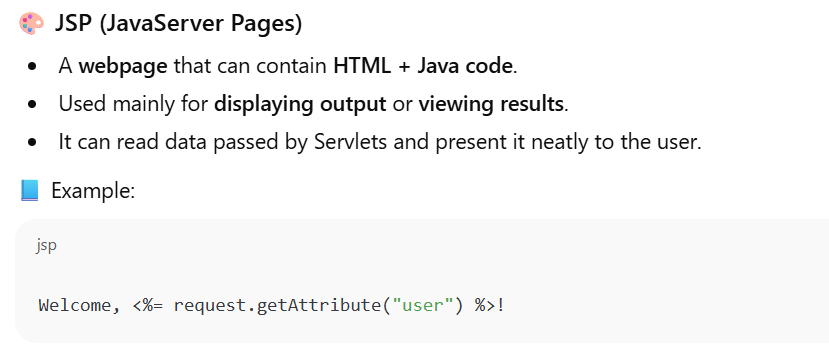 🎨 JSP (JavaServer Pages)
• A webpage that can contain HTML + Java code.
• Used mainly for displaying output or viewing results.
• It can read data passed by Servlets and present it neatly to the user.
📘 Example:
jsp
Welcome, <%= request.getAttribute("user") %>!